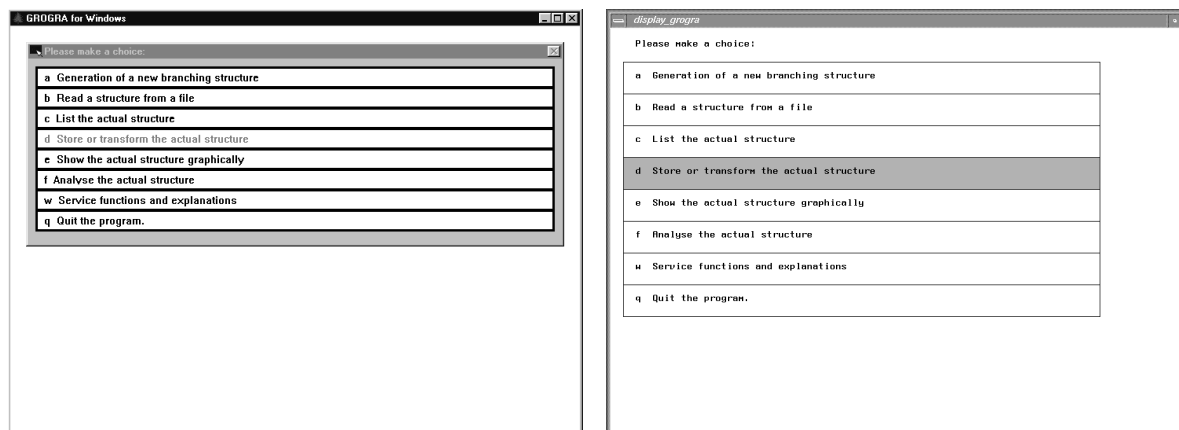 GROGRA for Windows
Please make a choice:
a Generation of a new branching structure
b Read a structure from a file
c List the actual structure
d Store or transform the actual structure
e Show the actual structure graphically
f Analyse the actual structure
w Service functions and explanations
q Quit the program.
display_grogra
Please make a choice:
a Generation of a new branching structure
b Read a structure from a file
c List the actual structure
d Store or transform the actual structure
e Show the actual structure graphically
f Analyse the actual structure
w Service functions and explanations
q Quit the program.